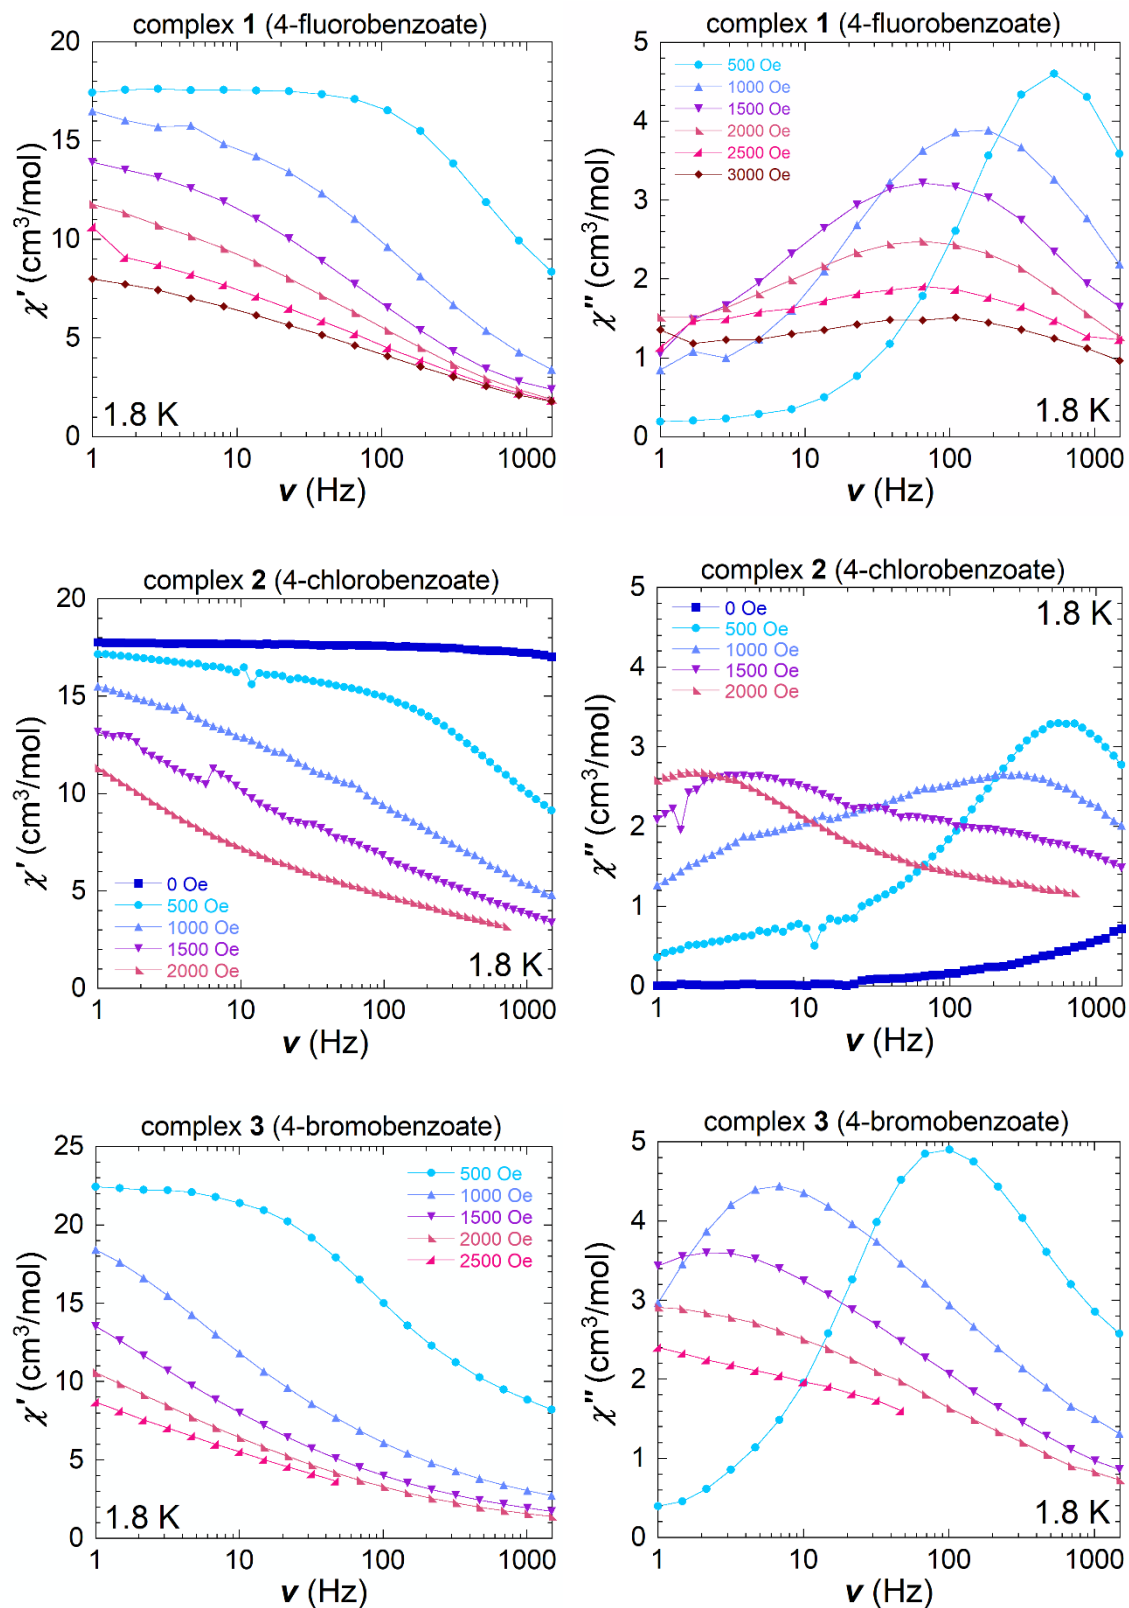 complex 1 (4-fluorobenzoate)
20
15
10
5
0
χ' (cm³/mol)
1.8 K
1 10 100 1000
ν (Hz)
complex 1 (4-fluorobenzoate)
5
4
3
2
1
0
χ'' (cm³/mol)
500 Oe
1000 Oe
1500 Oe
2000 Oe
2500 Oe
3000 Oe
1.8 K
1 10 100 1000
ν (Hz)
complex 2 (4-chlorobenzoate)
20
15
10
5
0
χ' (cm³/mol)
0 Oe
500 Oe
1000 Oe
1500 Oe
2000 Oe
1.8 K
1 10 100 1000
ν (Hz)
complex 2 (4-chlorobenzoate)
5
4
3
2
1
0
χ'' (cm³/mol)
0 Oe
500 Oe
1000 Oe
1500 Oe
2000 Oe
1.8 K
1 10 100 1000
ν (Hz)
complex 3 (4-bromobenzoate)
25
20
15
10
5
0
χ' (cm³/mol)
500 Oe
1000 Oe
1500 Oe
2000 Oe
2500 Oe
1.8 K
1 10 100 1000
ν (Hz)
complex 3 (4-bromobenzoate)
5
4
3
2
1
0
χ'' (cm³/mol)
1.8 K
1 10 100 1000
ν (Hz)